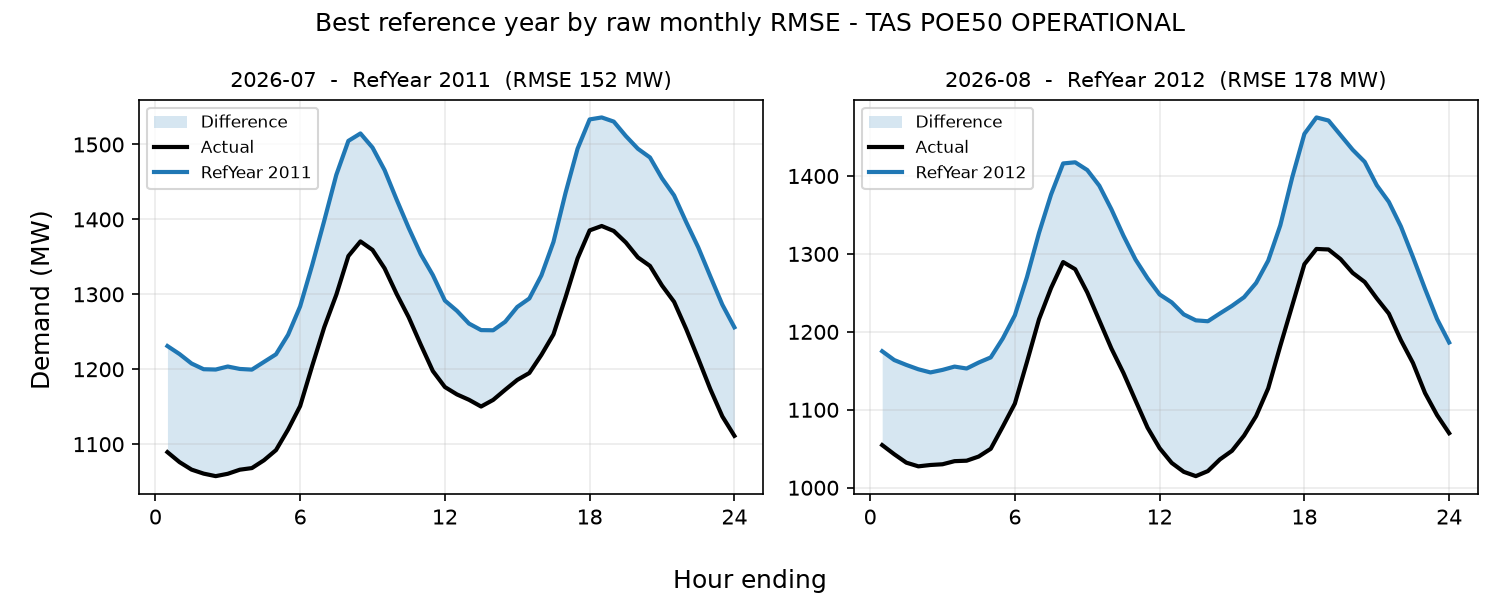 Best reference year by raw monthly RMSE - TAS POE50 OPERATIONAL
2026-07 - RefYear 2011 (RMSE 152 MW)
Difference
Actual
RefYear 2011
1500
1400
1300
1200
1100
0 6 12 18 24
Demand (MW)
2026-08 - RefYear 2012 (RMSE 178 MW)
Difference
Actual
RefYear 2012
1400
1300
1200
1100
1000
0 6 12 18 24
Hour ending